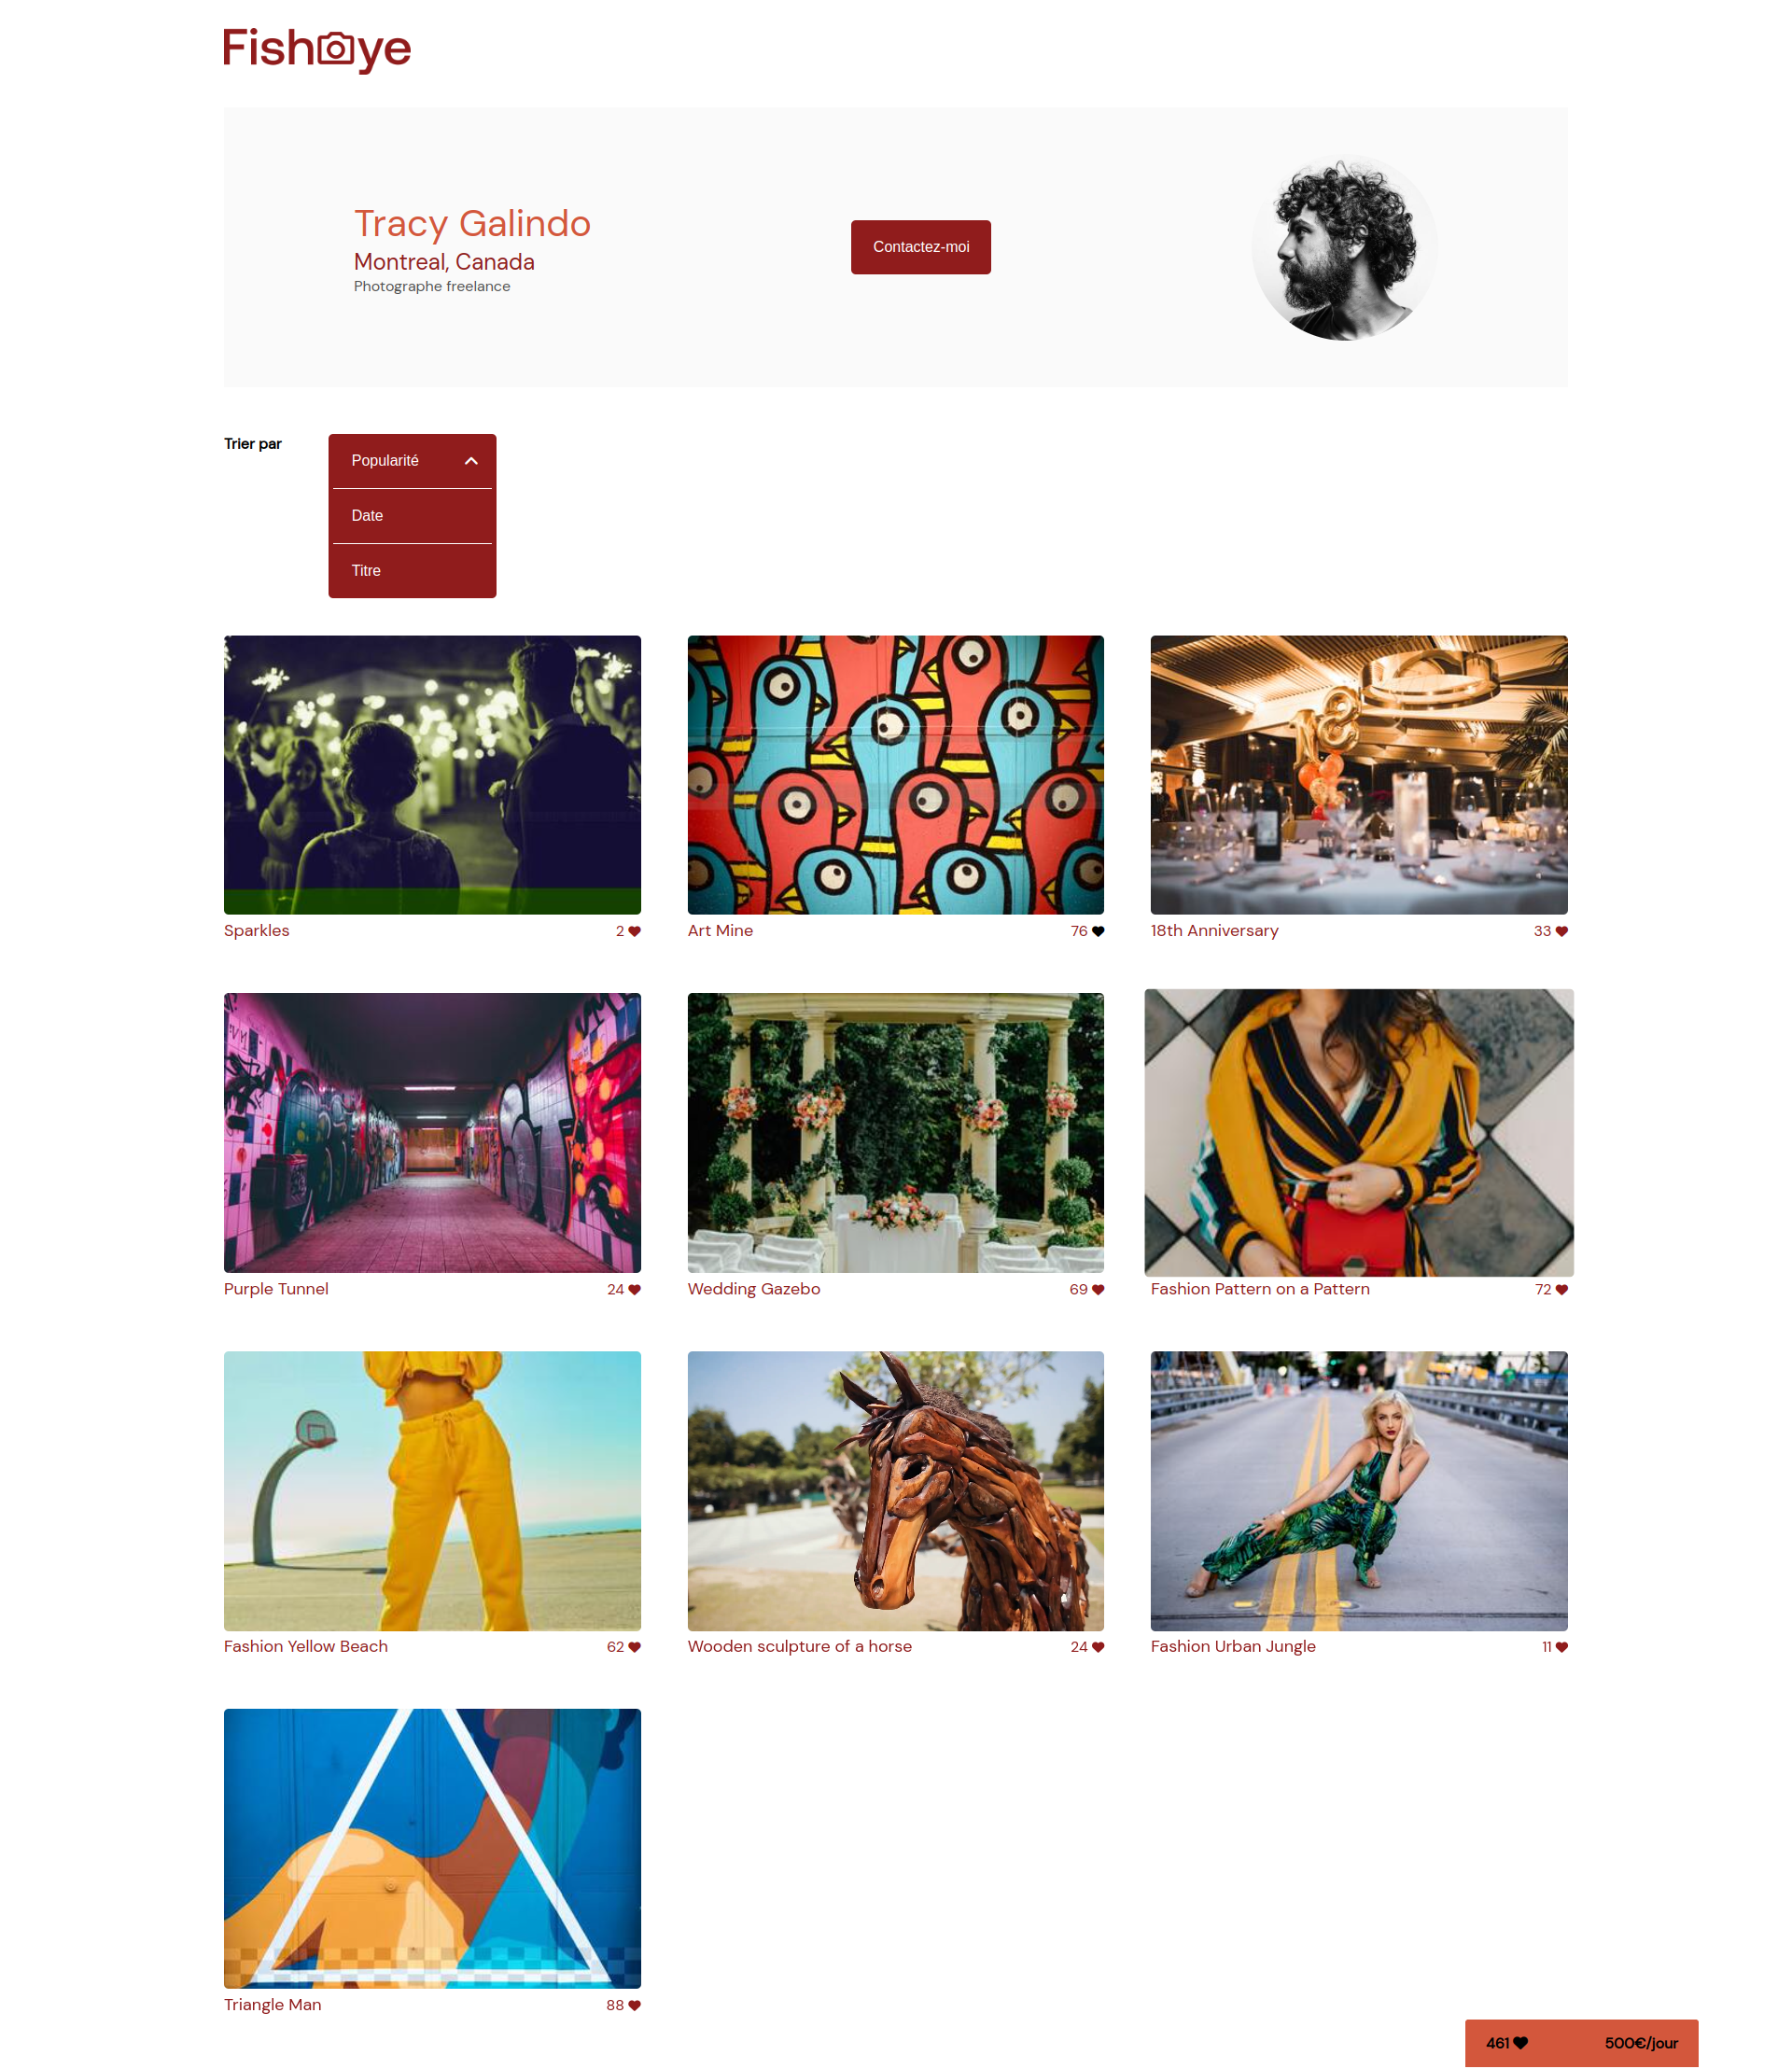 Fisheye
Tracy Galindo
Montreal, Canada
Photographe freelance
Contactez-moi
Trier par
Popularité
Date
Titre
18
Sparkles 2
Art Mine 76
18th Anniversary 33
Purple Tunnel 24
Wedding Gazebo 69
Fashion Pattern on a Pattern 72
Fashion Yellow Beach 62
Wooden sculpture of a horse 24
Fashion Urban Jungle 11
Triangle Man 88
461 500€/jour